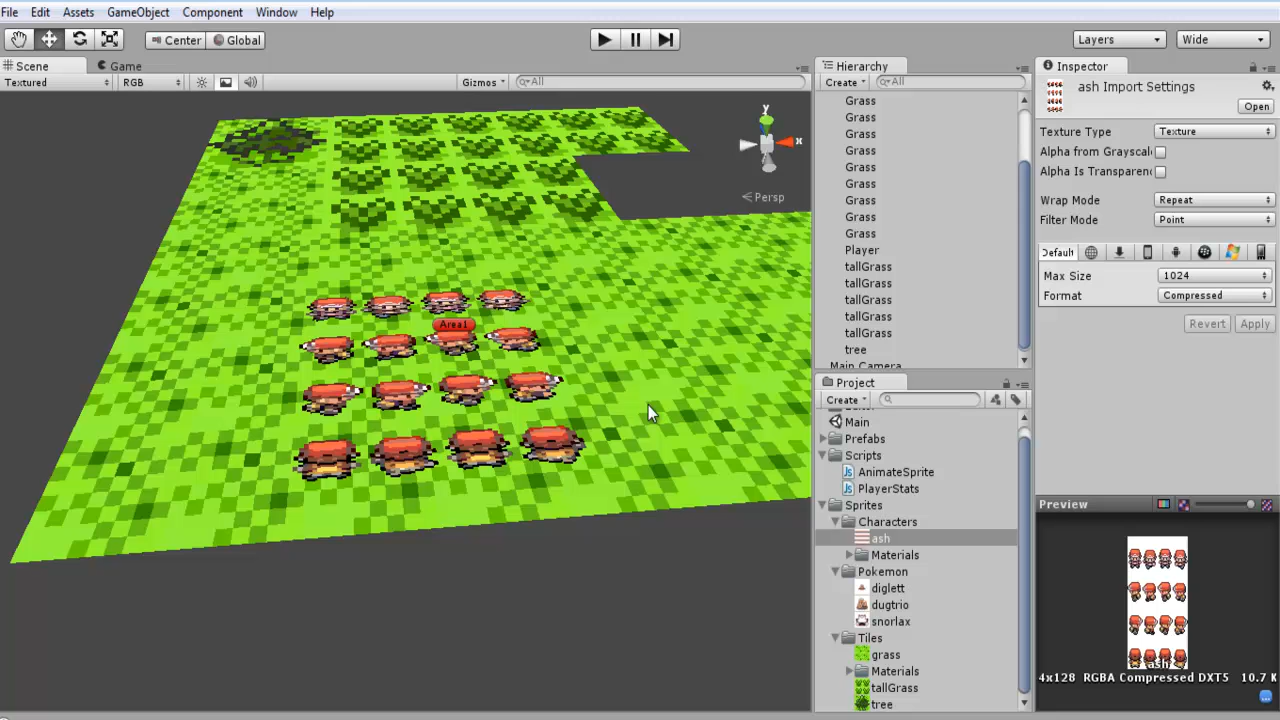 File Edit Assets GameObject Component Window Help
Center Global Layers Wide
Scene Game
Textured RGB Gizmos All
y
x
Persp
Area1
Hierarchy
Create All
Grass
Grass
Grass
Grass
Grass
Grass
Grass
Grass
Grass
Player
tallGrass
tallGrass
tallGrass
tallGrass
tallGrass
tree
Main Camera
Project
Create
Main
Prefabs
Scripts
AnimateSprite
PlayerStats
Sprites
Characters
ash
Materials
Pokemon
diglett
dugtrio
snorlax
Tiles
grass
Materials
tallGrass
tree
Inspector
ash Import Settings
Open
Texture Type Texture
Alpha from Grayscal
Alpha Is Transparen
Wrap Mode Repeat
Filter Mode Point
Default
Max Size 1024
Format Compressed
Revert Apply
Preview
ash
4x128 RGBA Compressed DXT5 10.7 K